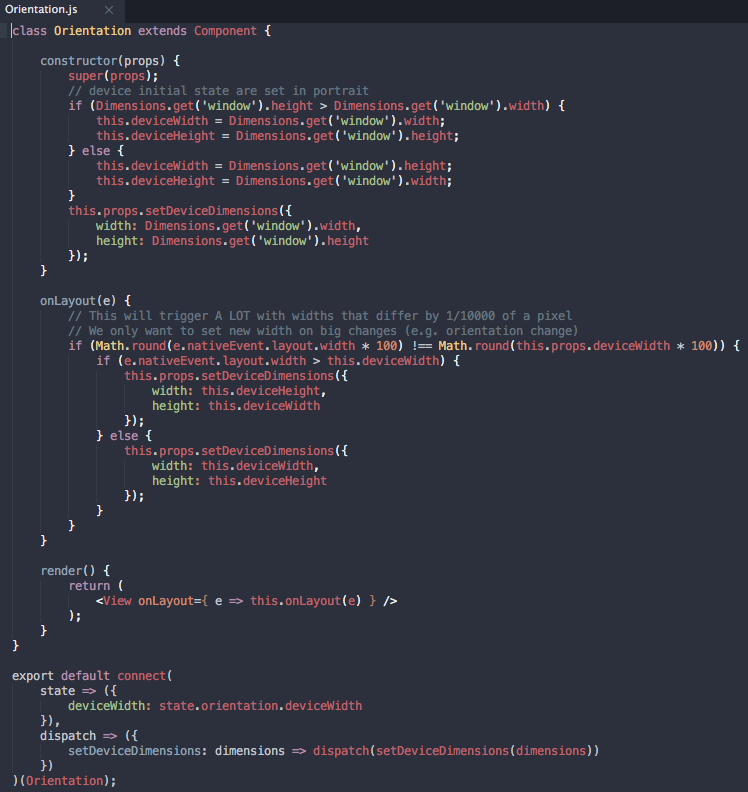 Orientation.js ×
class Orientation extends Component {
    constructor(props) {
        super(props);
        // device initial state are set in portrait
        if (Dimensions.get('window').height > Dimensions.get('window').width) {
            this.deviceWidth = Dimensions.get('window').width;
            this.deviceHeight = Dimensions.get('window').height;
        } else {
            this.deviceWidth = Dimensions.get('window').height;
            this.deviceHeight = Dimensions.get('window').width;
        }
        this.props.setDeviceDimensions({
            width: Dimensions.get('window').width,
            height: Dimensions.get('window').height
        });
    }
    onLayout(e) {
        // This will trigger A LOT with widths that differ by 1/10000 of a pixel
        // We only want to set new width on big changes (e.g. orientation change)
        if (Math.round(e.nativeEvent.layout.width * 100) !== Math.round(this.props.deviceWidth * 100)) {
            if (e.nativeEvent.layout.width > this.deviceWidth) {
                this.props.setDeviceDimensions({
                    width: this.deviceHeight,
                    height: this.deviceWidth
                });
            } else {
                this.props.setDeviceDimensions({
                    width: this.deviceWidth,
                    height: this.deviceHeight
                });
            }
        }
    }
    render() {
        return (
            <View onLayout={ e => this.onLayout(e) } />
        );
    }
}
export default connect(
    state => ({
        deviceWidth: state.orientation.deviceWidth
    }),
    dispatch => ({
        setDeviceDimensions: dimensions => dispatch(setDeviceDimensions(dimensions))
    })
)(Orientation);